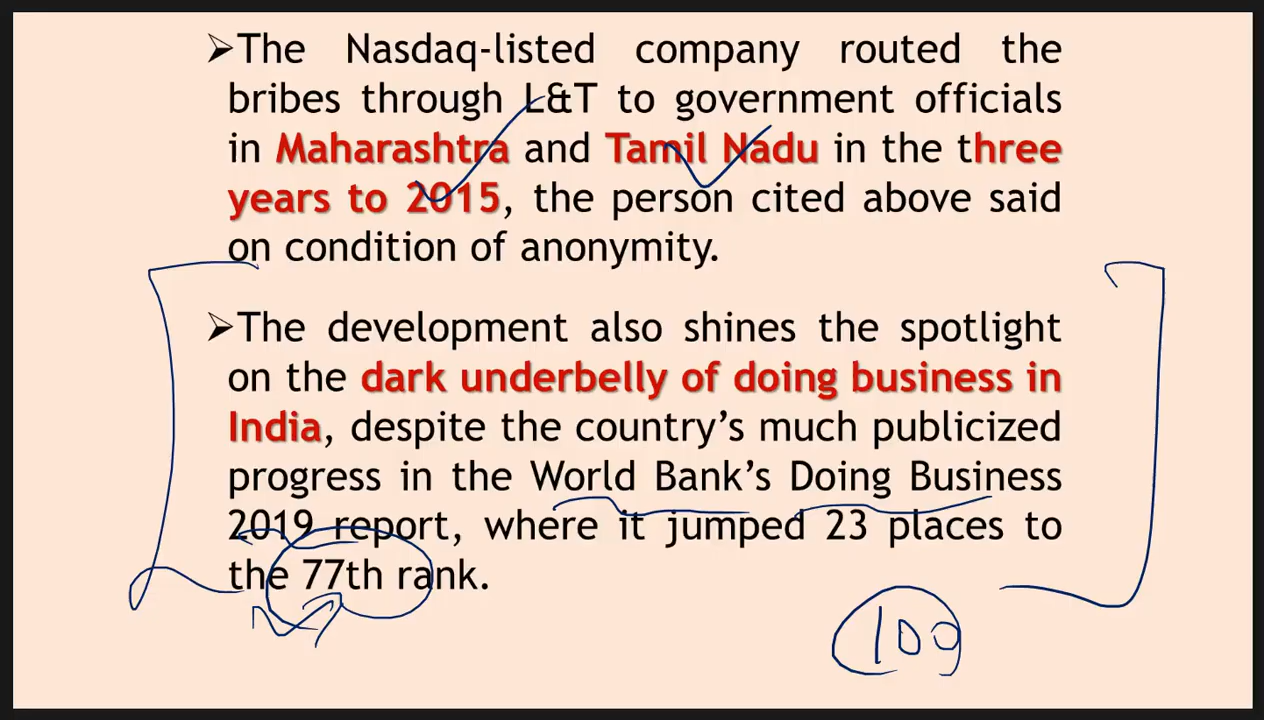 ➢The Nasdaq-listed company routed the
bribes through L&T to government officials
in Maharashtra and Tamil Nadu in the three
years to 2015, the person cited above said
on condition of anonymity.
➢The development also shines the spotlight
on the dark underbelly of doing business in
India, despite the country’s much publicized
progress in the World Bank’s Doing Business
2019 report, where it jumped 23 places to
the 77th rank.
100